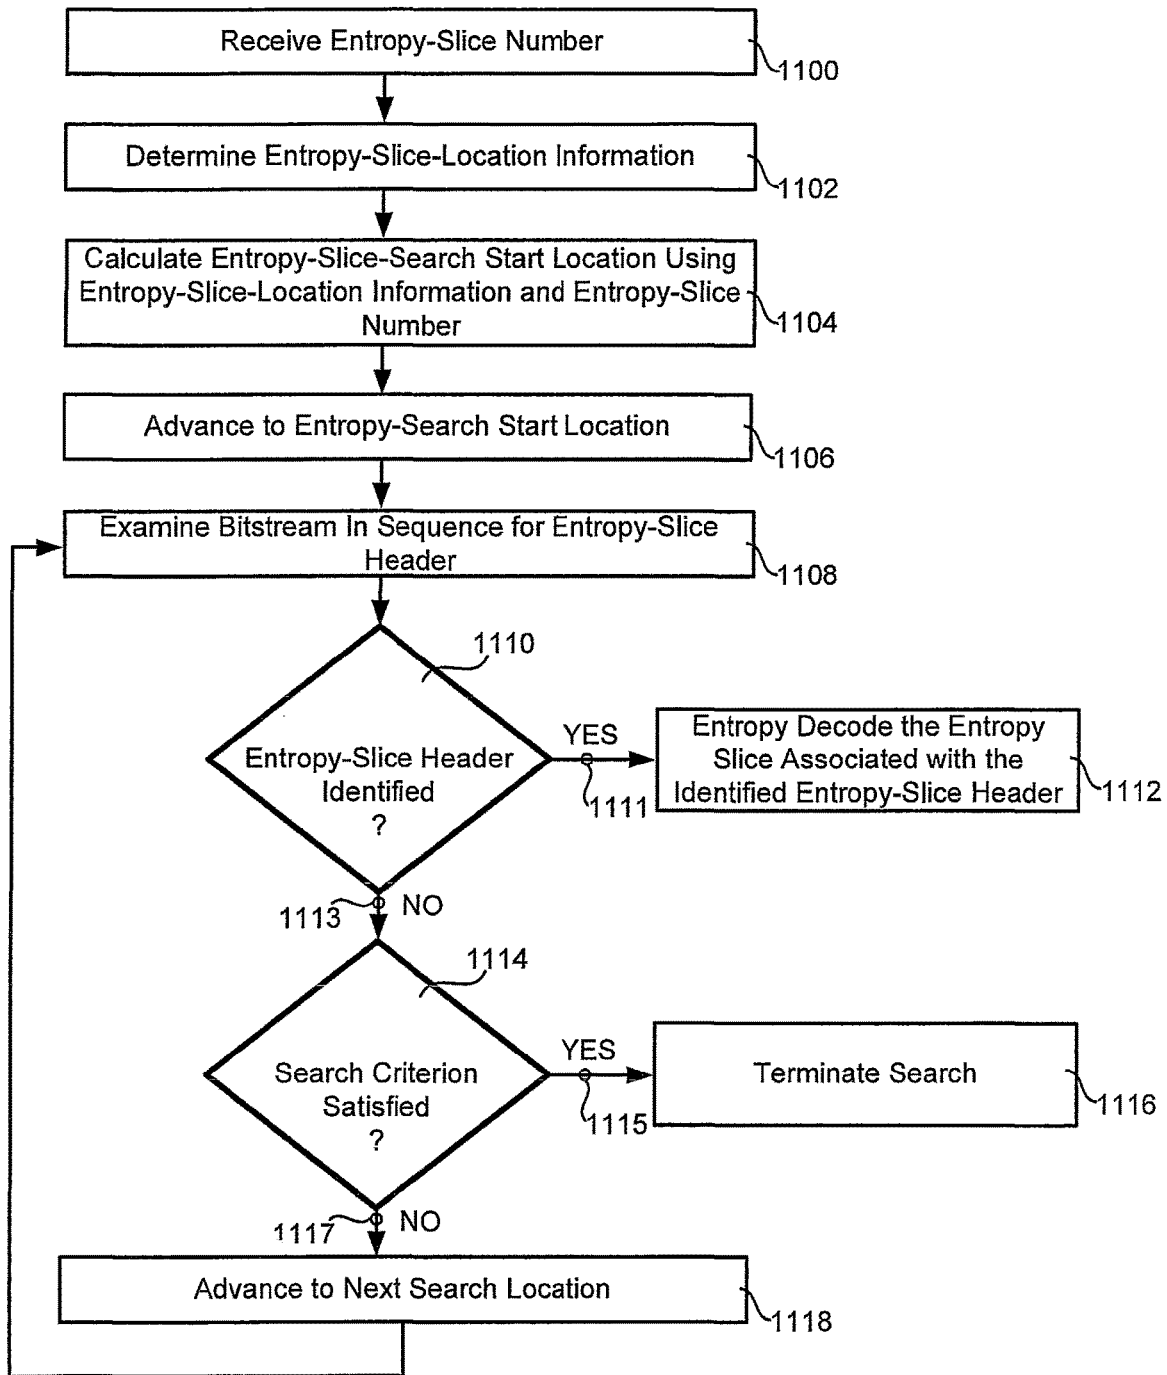 Receive Entropy-Slice Number
1100
Determine Entropy-Slice-Location Information
1102
Calculate Entropy-Slice-Search Start Location Using
Entropy-Slice-Location Information and Entropy-Slice
Number
1104
Advance to Entropy-Search Start Location
1106
Examine Bitstream In Sequence for Entropy-Slice
Header
1108
1110
Entropy-Slice Header
Identified
?
YES
1111
Entropy Decode the Entropy
Slice Associated with the
Identified Entropy-Slice Header
1112
1113
NO
1114
Search Criterion
Satisfied
?
YES
1115
Terminate Search
1116
1117
NO
Advance to Next Search Location
1118